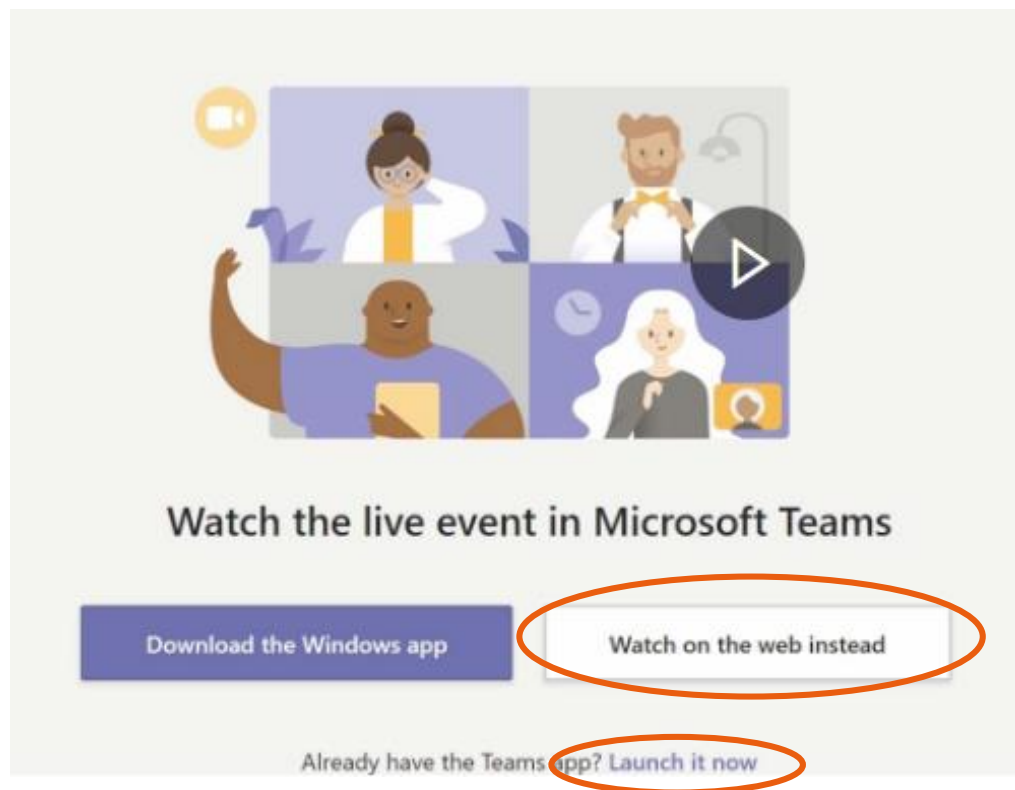 Watch the live event in Microsoft Teams
Download the Windows app
Watch on the web instead
Already have the Teams app? Launch it now